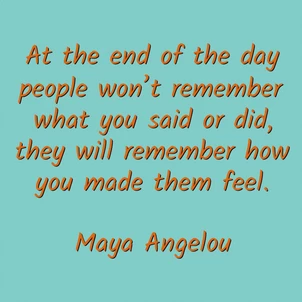 At the end of the day
people won't remember
what you said or did,
they will remember how
you made them feel.
Maya Angelou